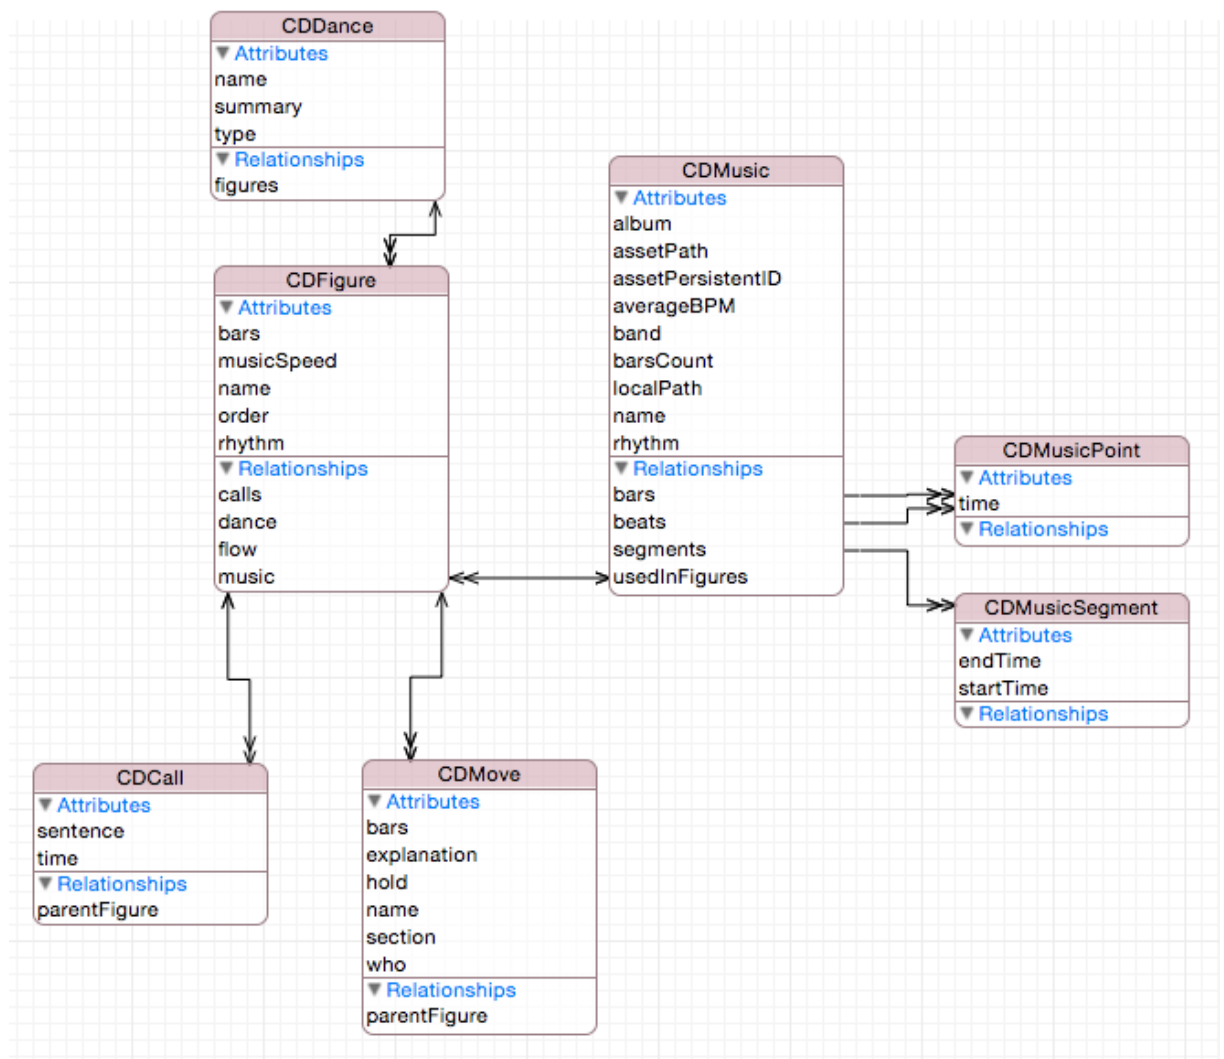 CDDance
Attributes
name
summary
type
Relationships
figures
CDFigure
Attributes
bars
musicSpeed
name
order
rhythm
Relationships
calls
dance
flow
music
CDMusic
Attributes
album
assetPath
assetPersistentID
averageBPM
band
barsCount
localPath
name
rhythm
Relationships
bars
beats
segments
usedInFigures
CDMusicPoint
Attributes
time
Relationships
CDMusicSegment
Attributes
endTime
startTime
Relationships
CDCall
Attributes
sentence
time
Relationships
parentFigure
CDMove
Attributes
bars
explanation
hold
name
section
who
Relationships
parentFigure